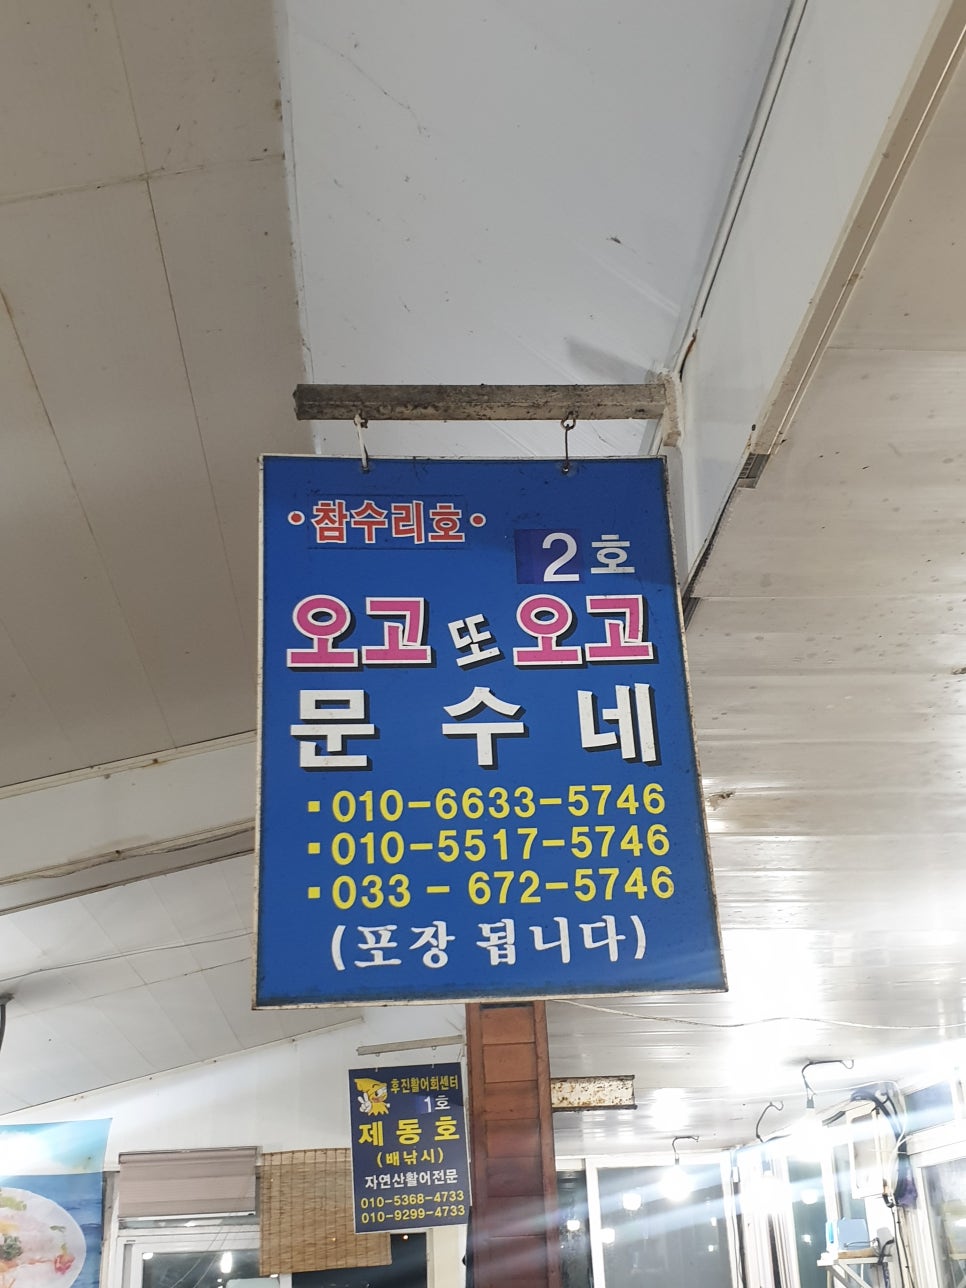 •참수리호•
2호
오고또오고
문수네
▪010-6633-5746
▪010-5517-5746
▪033-672-5746
(포장 됩니다)
후진활어회센터
1호
제동호
(배낚시)
자연산활어전문
010-5368-4733
010-9299-4733